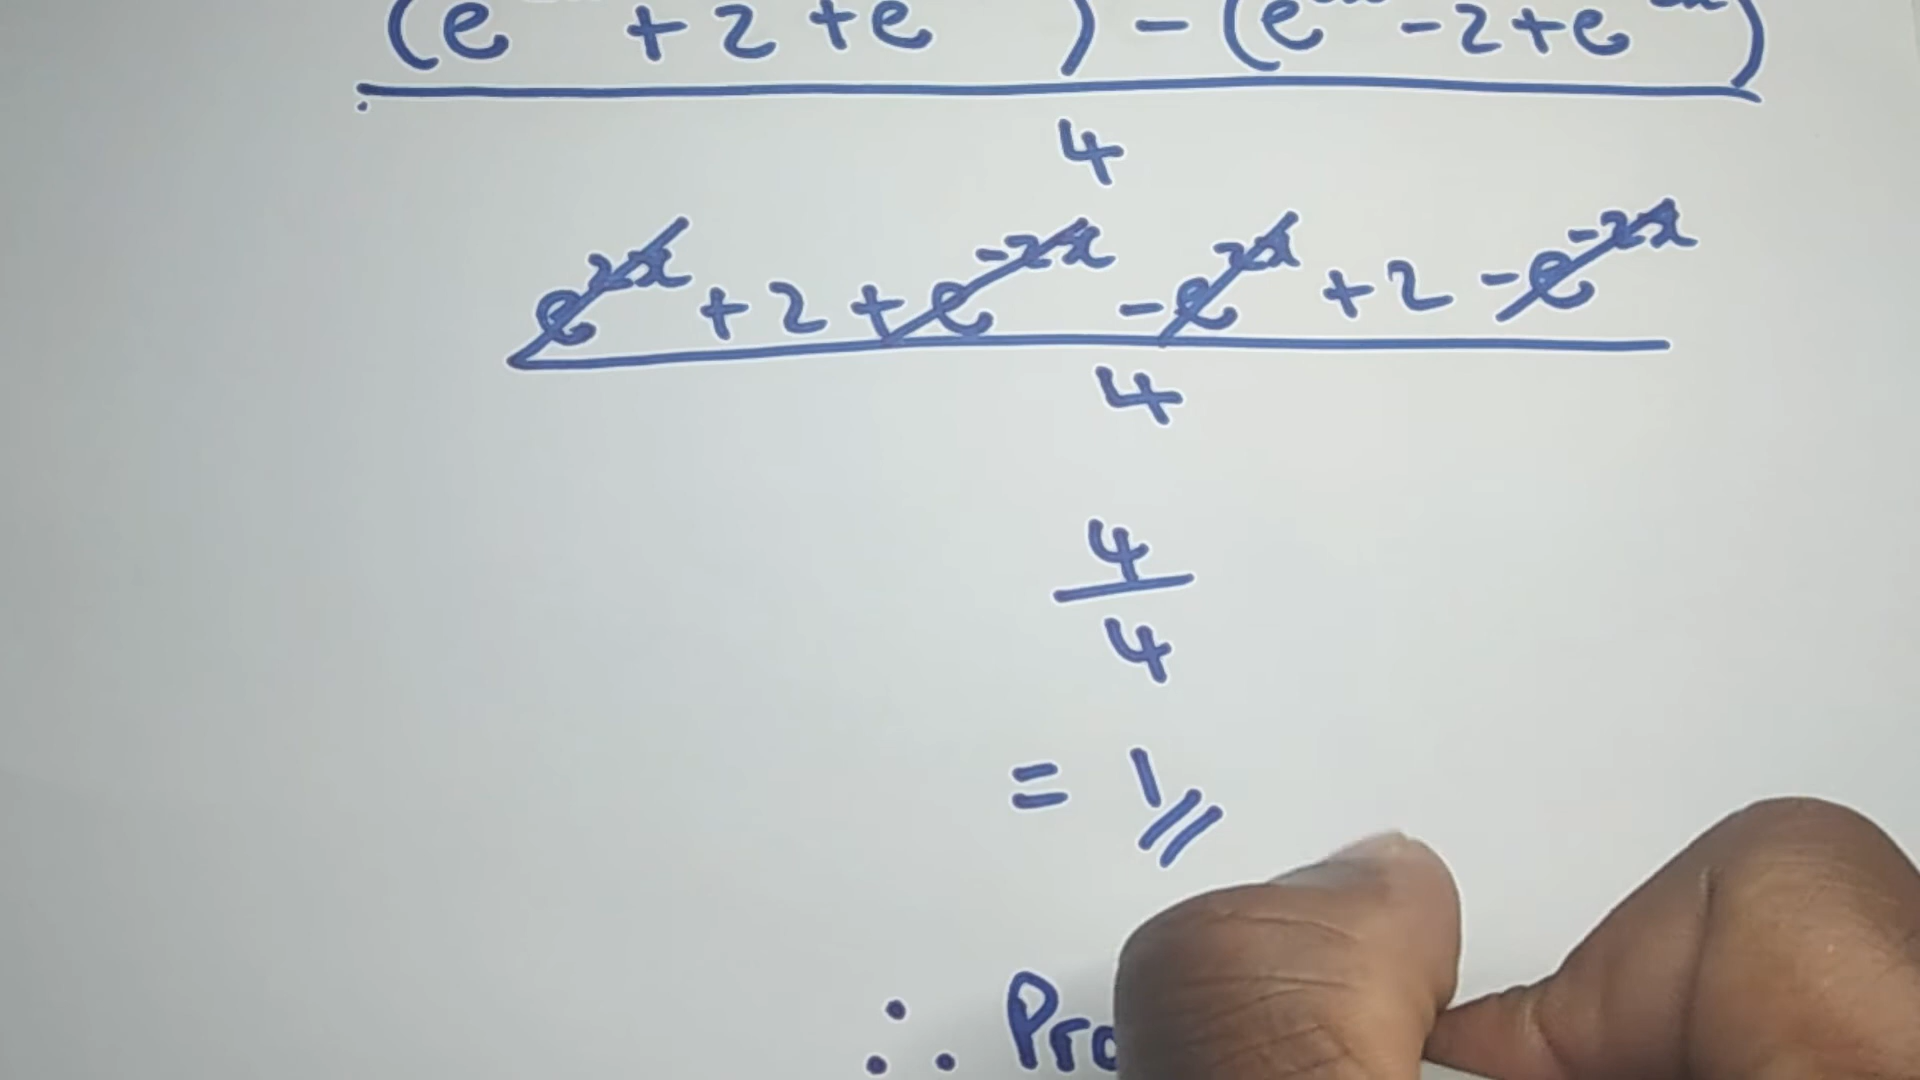 (e + 2 + e ) - (e - 2 + e )
4
e^2x + 2 + e^-2x - e^2x + 2 - e^-2x
4
4
4
= 1
∴ Pro